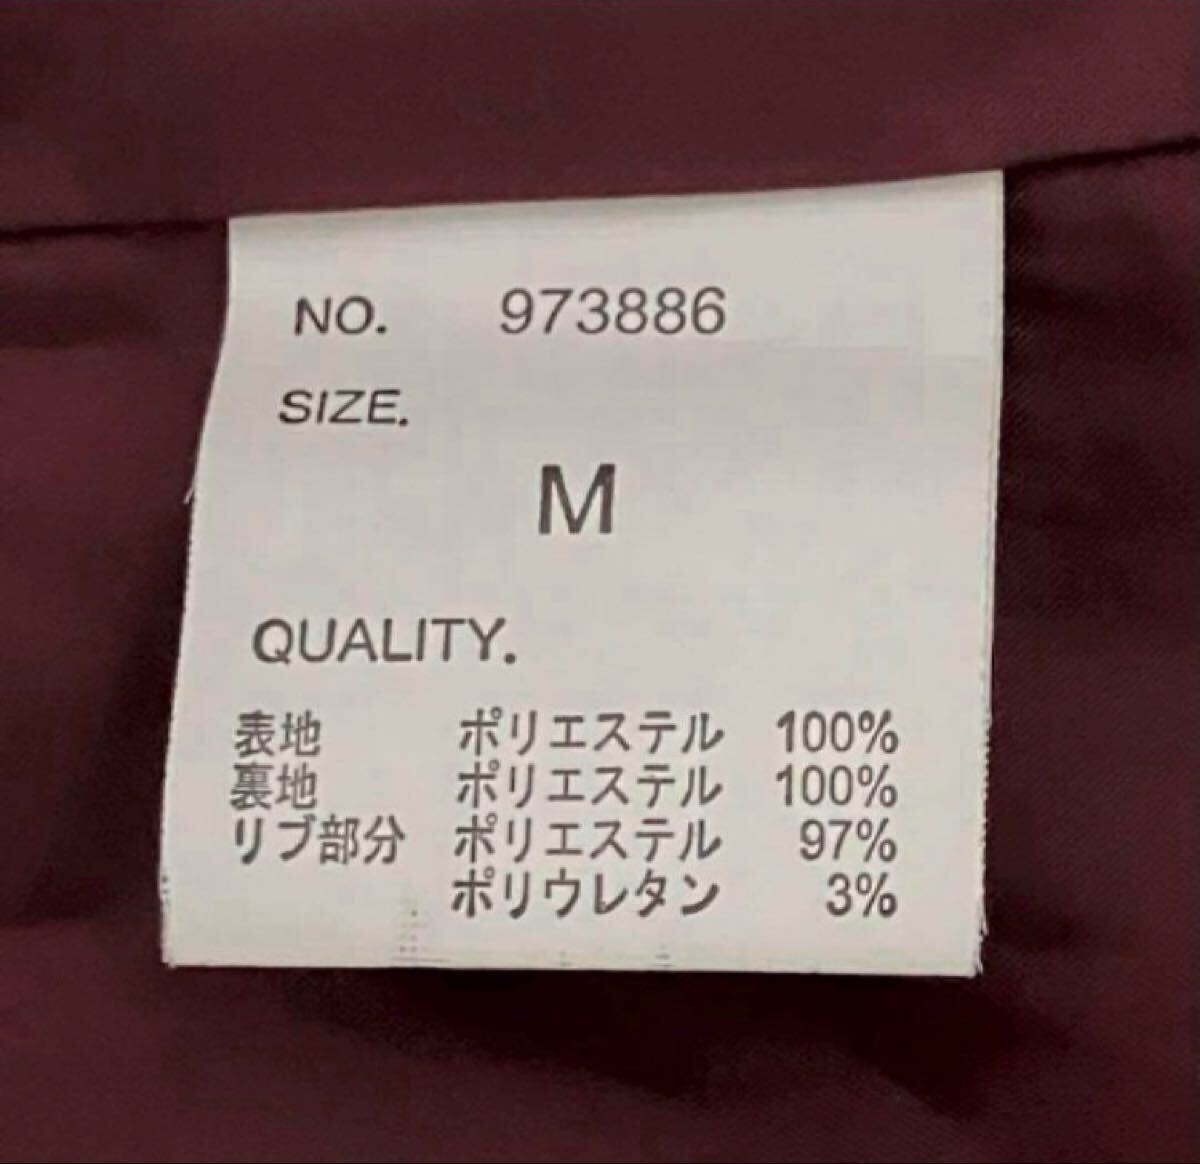 NO. 973886
SIZE.
M
QUALITY.
表地 ポリエステル 100%
裏地 ポリエステル 100%
リブ部分 ポリエステル 97%
ポリウレタン 3%